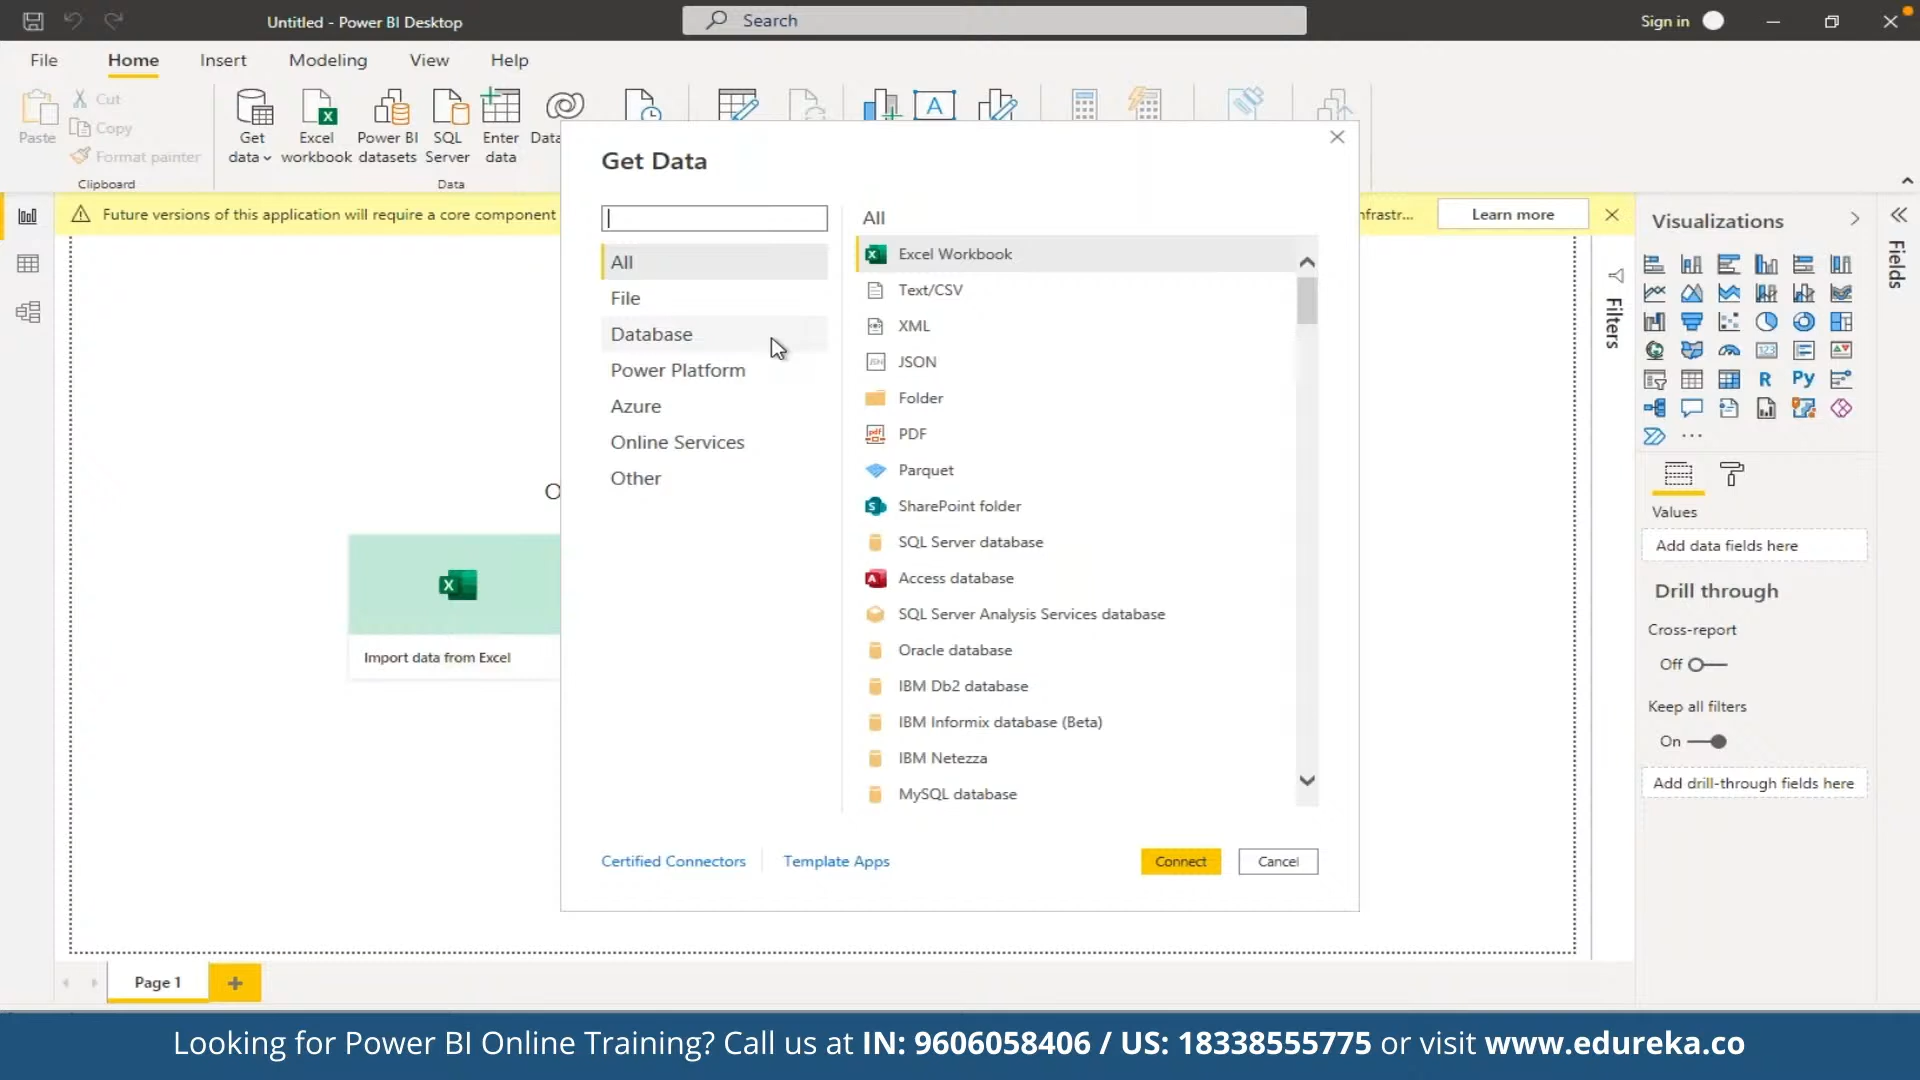 Untitled - Power BI Desktop
Search
Sign in
File
Home
Insert
Modeling
View
Help
Paste
Cut
Copy
Format painter
Clipboard
Get data
Excel workbook
Power BI datasets
SQL Server
Enter data
Data
Future versions of this application will require a core component
Learn more
Get Data
All
File
Database
Power Platform
Azure
Online Services
Other
All
Excel Workbook
Text/CSV
XML
JSON
Folder
PDF
Parquet
SharePoint folder
SQL Server database
Access database
SQL Server Analysis Services database
Oracle database
IBM Db2 database
IBM Informix database (Beta)
IBM Netezza
MySQL database
Certified Connectors
Template Apps
Connect
Cancel
Import data from Excel
Filters
Visualizations
R
Py
123
Values
Add data fields here
Drill through
Cross-report
Off
Keep all filters
On
Add drill-through fields here
Fields
Page 1
Looking for Power BI Online Training? Call us at IN: 9606058406 / US: 18338555775 or visit www.edureka.co